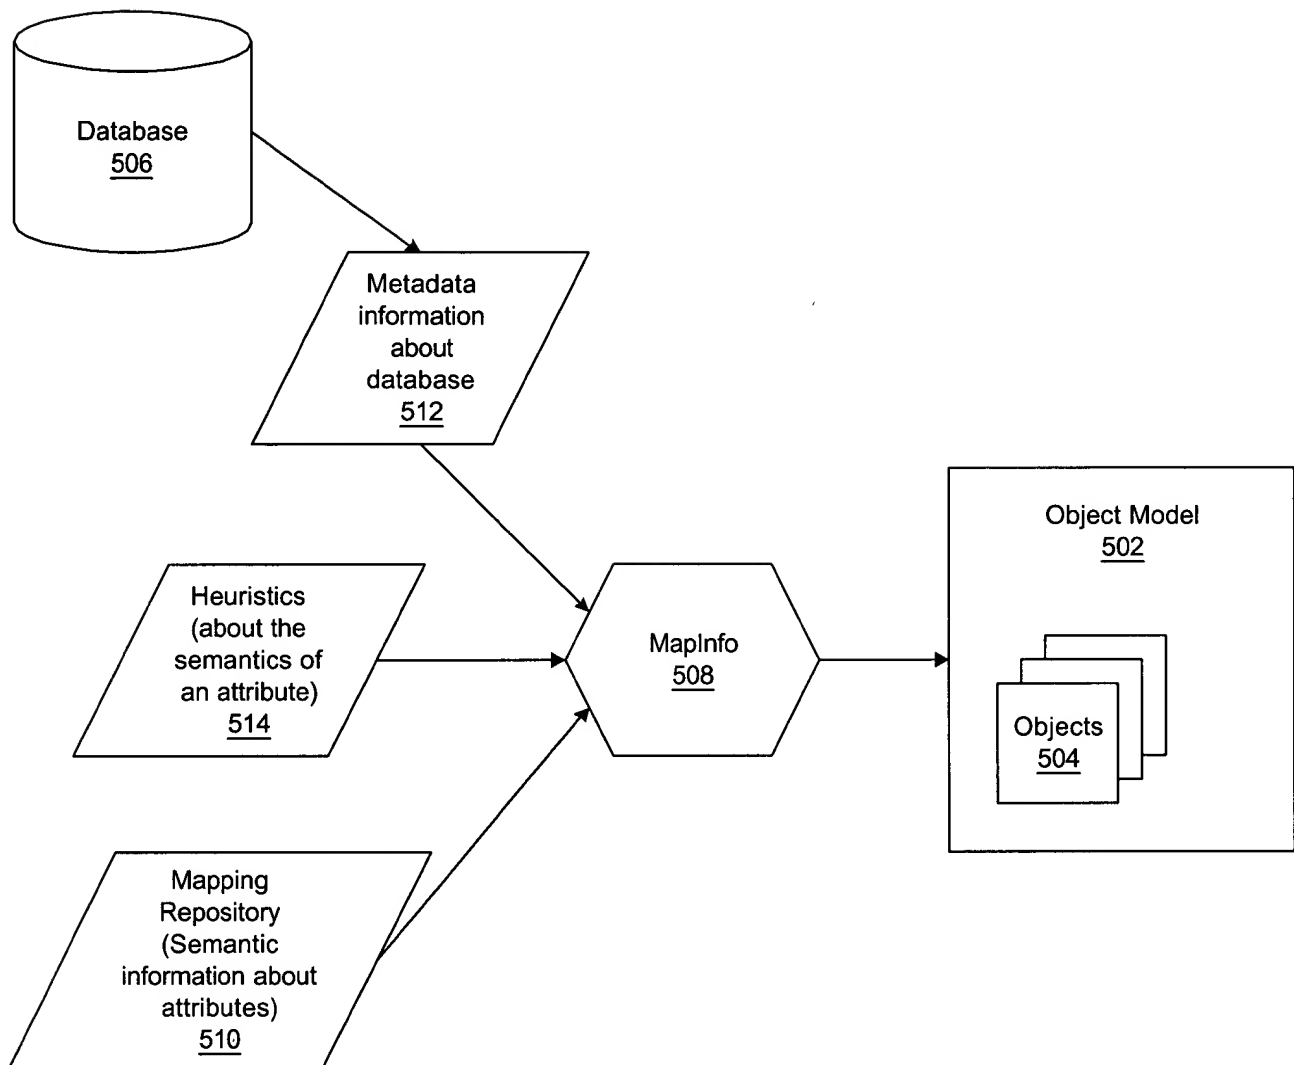 Database
506
Metadata
information
about
database
512
Object Model
502
Heuristics
(about the
semantics of
an attribute)
514
MapInfo
508
Objects
504
Mapping
Repository
(Semantic
information about
attributes)
510